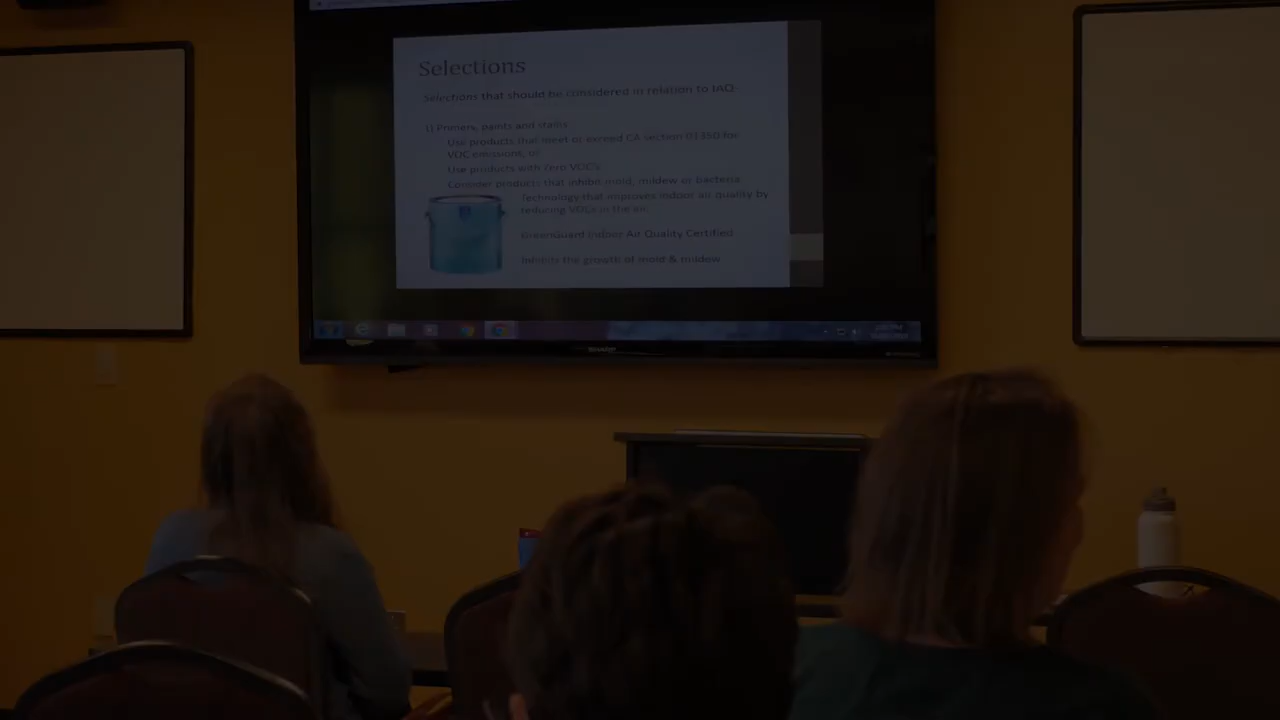 Selections
Selections that should be considered in relation to IAQ:
1) Primers, paints and stains
Use products that meet or exceed CA section 01350 for
VOC emissions, or
Use products with Zero VOC's
Consider products that inhibit mold, mildew or bacteria
Technology that improves indoor air quality by
reducing VOCs in the air.
GreenGuard Indoor Air Quality Certified
Inhibits the growth of mold & mildew
SHARP